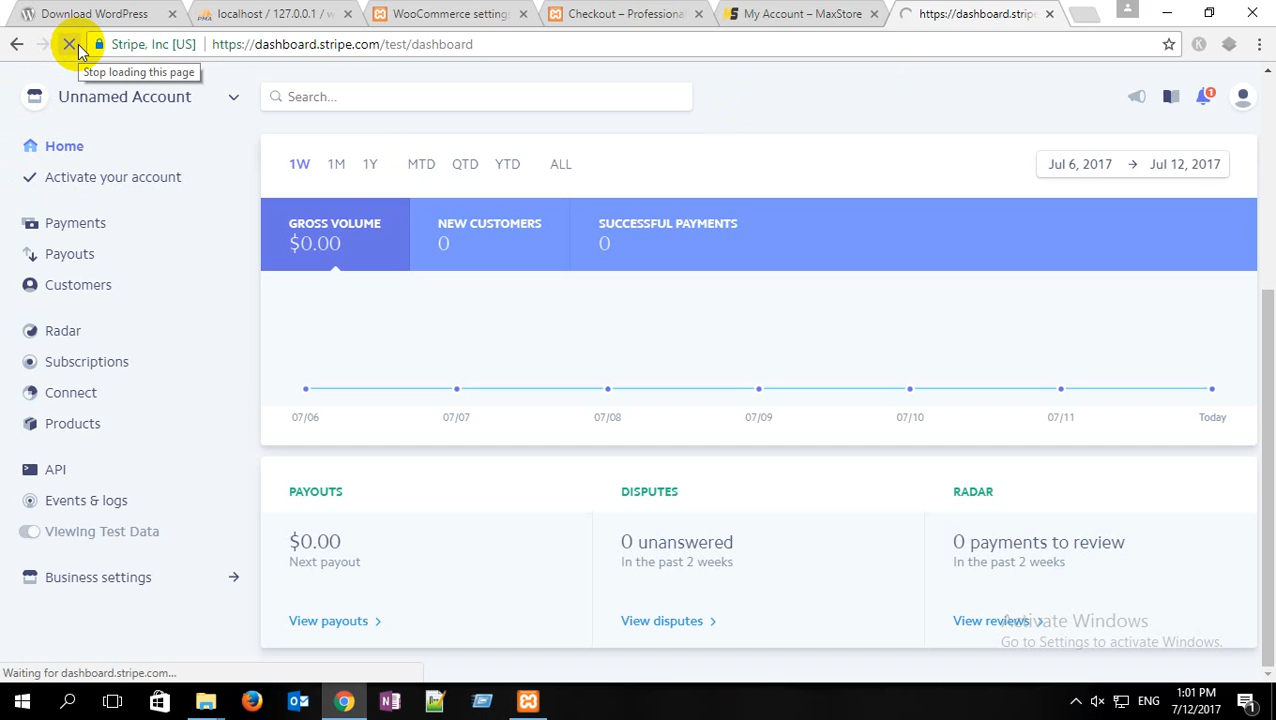 Download WordPress
localhost / 127.0.0.1 / w
WooCommerce settings
Checkout – Professional
My Account – MaxStore
https://dashboard.stripe
Stripe, Inc [US]
https://dashboard.stripe.com/test/dashboard
Stop loading this page
Unnamed Account
Search...
1
Home
Activate your account
Payments
Payouts
Customers
Radar
Subscriptions
Connect
Products
API
Events & logs
Viewing Test Data
Business settings
1W 1M 1Y MTD QTD YTD ALL
Jul 6, 2017 → Jul 12, 2017
GROSS VOLUME
$0.00
NEW CUSTOMERS
0
SUCCESSFUL PAYMENTS
0
07/06 07/07 07/08 07/09 07/10 07/11 Today
PAYOUTS
$0.00
Next payout
View payouts
DISPUTES
0 unanswered
In the past 2 weeks
View disputes
RADAR
0 payments to review
In the past 2 weeks
View reviews
Activate Windows
Go to Settings to activate Windows.
Waiting for dashboard.stripe.com...
ENG
1:01 PM
7/12/2017
1